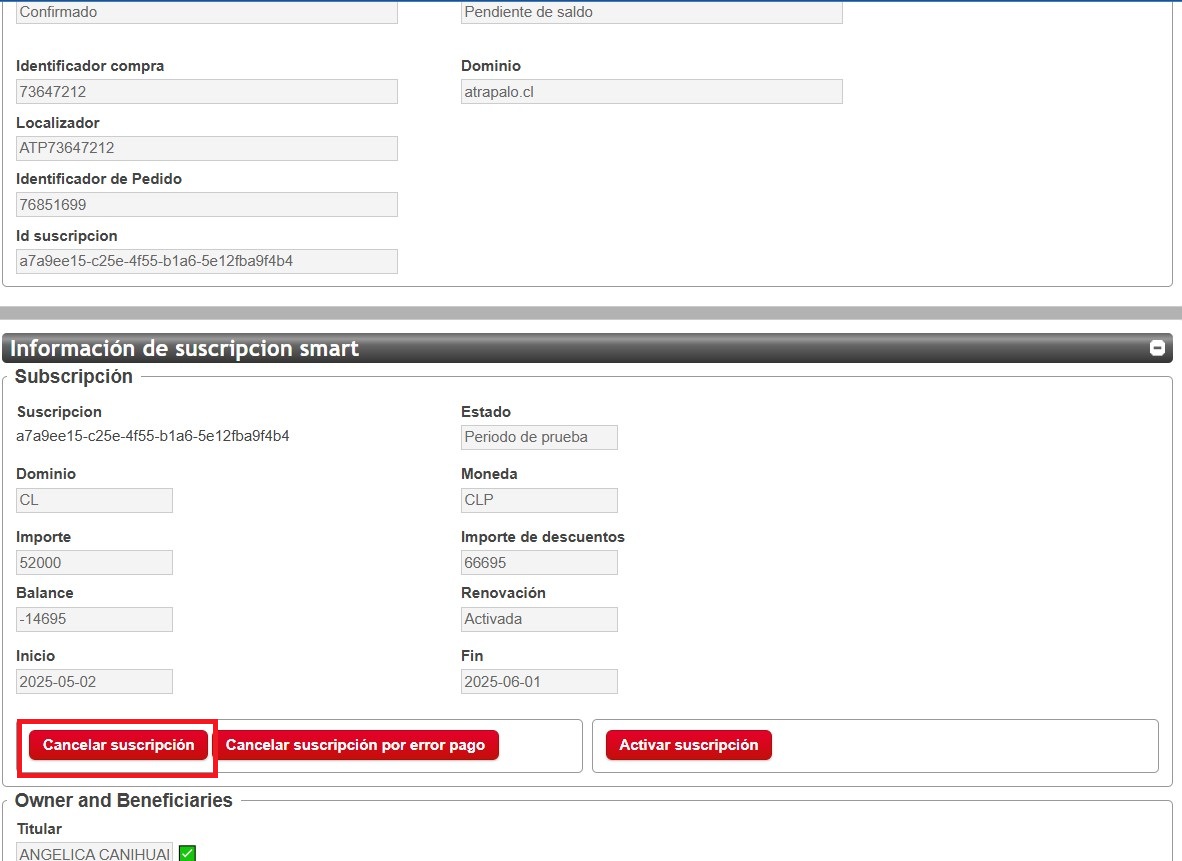 Confirmado
Pendiente de saldo
Identificador compra
Dominio
73647212
atrapalo.cl
Localizador
ATP73647212
Identificador de Pedido
76851699
Id suscripcion
a7a9ee15-c25e-4f55-b1a6-5e12fba9f4b4
Información de suscripcion smart
Subscripción
Suscripcion
Estado
a7a9ee15-c25e-4f55-b1a6-5e12fba9f4b4
Periodo de prueba
Dominio
Moneda
CL
CLP
Importe
Importe de descuentos
52000
66695
Balance
Renovación
-14695
Activada
Inicio
Fin
2025-05-02
2025-06-01
Cancelar suscripción
Cancelar suscripción por error pago
Activar suscripción
Owner and Beneficiaries
Titular
ANGELICA CANIHUAI